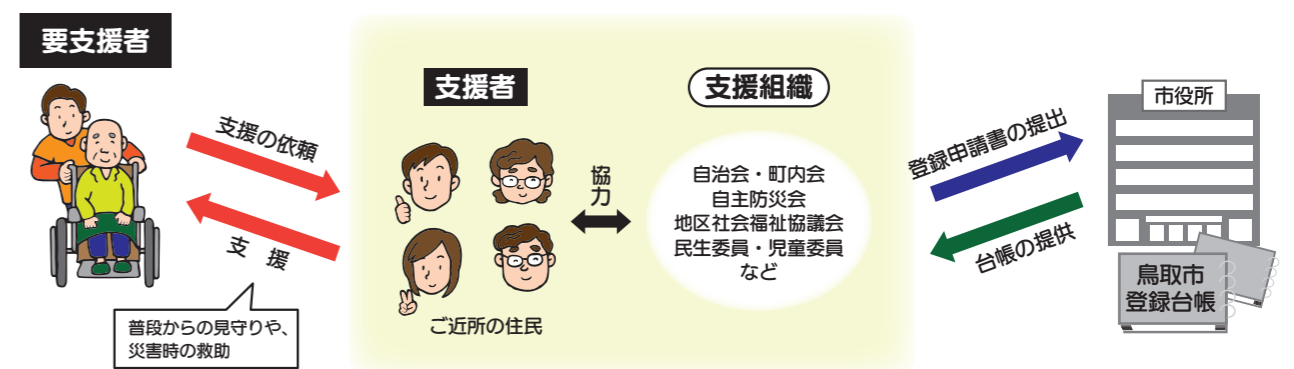 要支援者
支援の依頼
支　援
普段からの見守りや、
災害時の救助
支援者
ご近所の住民
協力
支援組織
自治会・町内会
自主防災会
地区社会福祉協議会
民生委員・児童委員
など
登録申請書の提出
台帳の提供
市役所
鳥取市
登録台帳